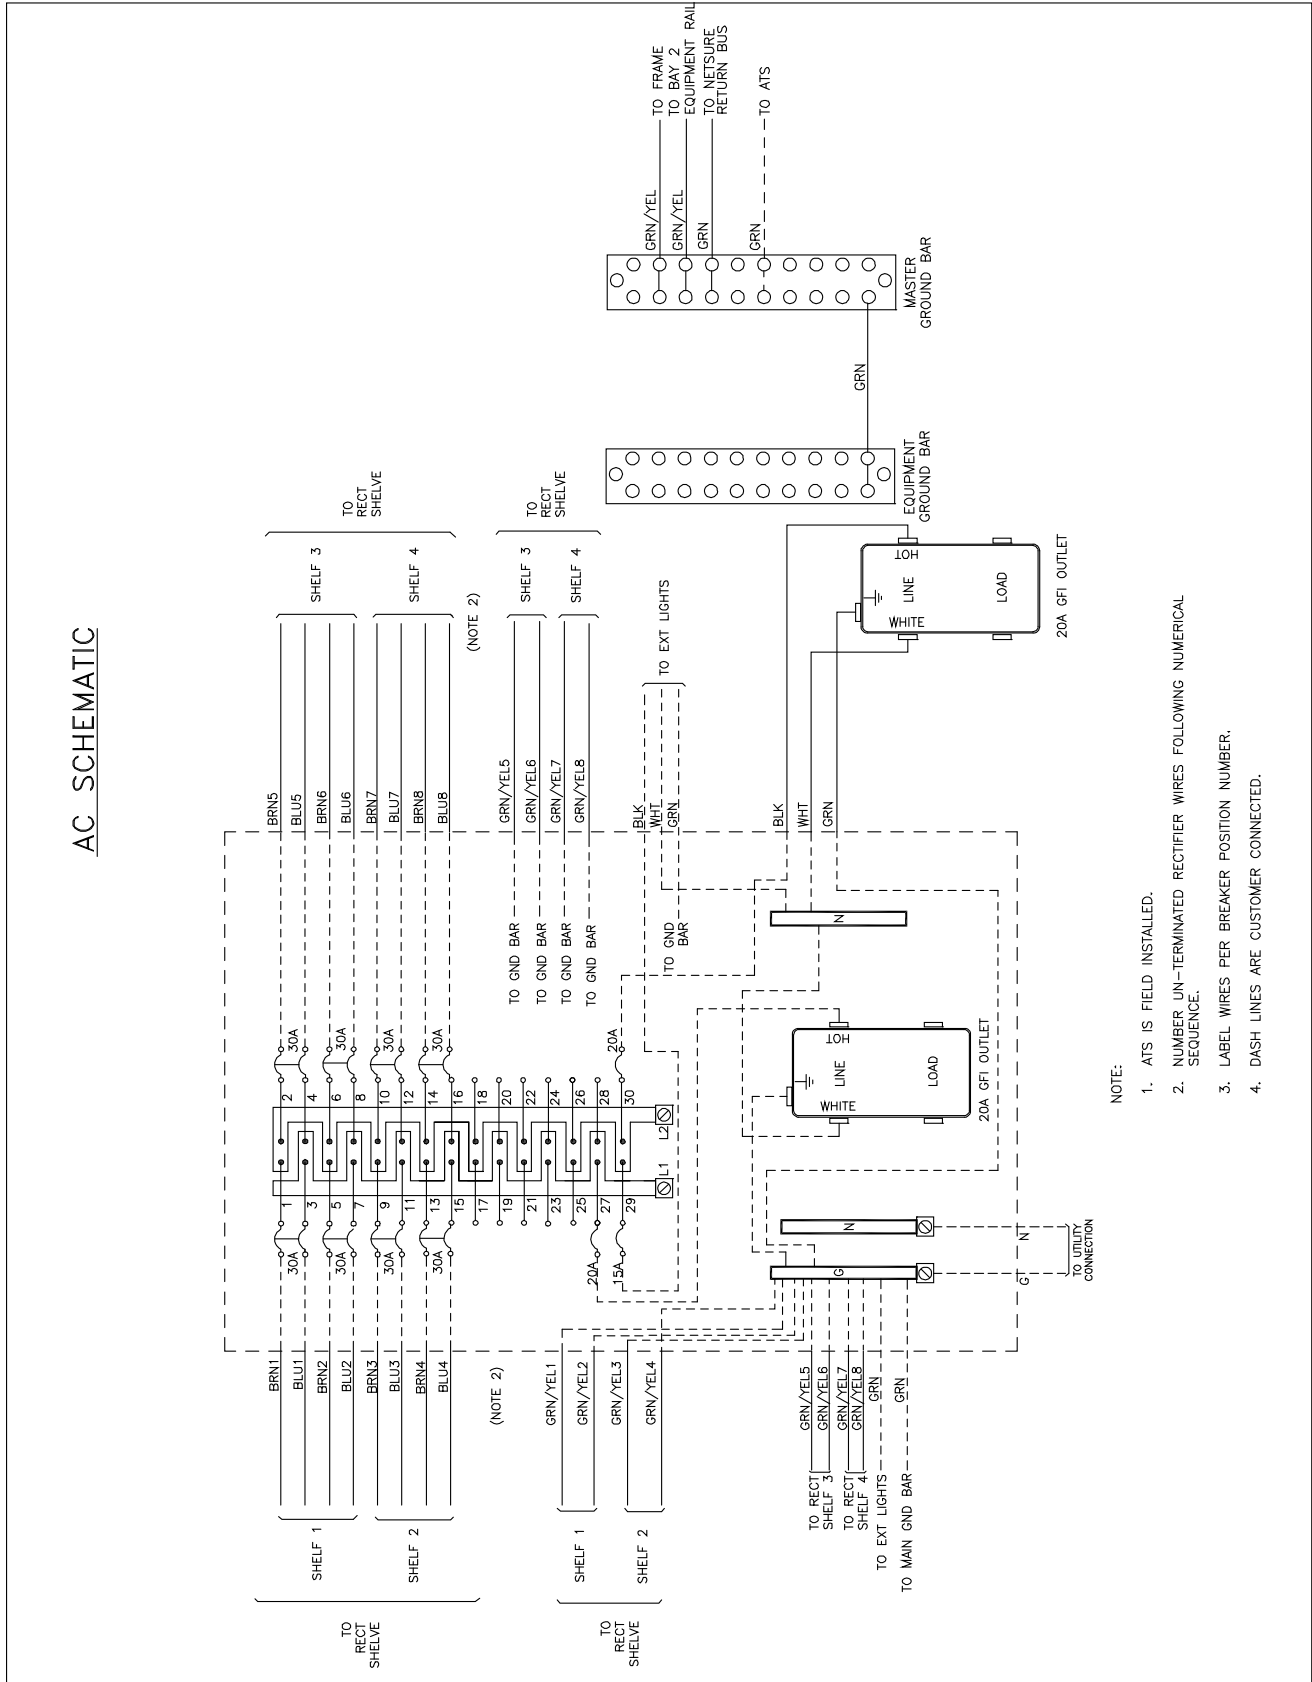 AC SCHEMATIC
TO
RECT
SHELVE
SHELF 1
SHELF 2
BRN1
BLU1
BRN2
BLU2
BRN3
BLU3
BRN4
BLU4
(NOTE 2)
30A
30A
30A
30A
1
3
5
7
9
11
13
15
17
19
21
23
25
27
29
20A
15A
L1
L2
2
4
6
8
10
12
14
16
18
20
22
24
26
28
30
30A
30A
30A
30A
20A
BRN5
BLU5
BRN6
BLU6
BRN7
BLU7
BRN8
BLU8
SHELF 3
SHELF 4
TO
RECT
SHELVE
(NOTE 2)
TO
RECT
SHELVE
SHELF 1
SHELF 2
GRN/YEL1
GRN/YEL2
GRN/YEL3
GRN/YEL4
TO GND BAR
TO GND BAR
TO GND BAR
TO GND BAR
GRN/YEL5
GRN/YEL6
GRN/YEL7
GRN/YEL8
SHELF 3
SHELF 4
TO
RECT
SHELVE
TO GND
BAR
BLK
WHT
GRN
TO EXT LIGHTS
BLK
WHT
GRN
TO RECT
SHELF 3
TO RECT
SHELF 4
TO EXT LIGHTS
TO MAIN GND BAR
GRN/YEL5
GRN/YEL6
GRN/YEL7
GRN/YEL8
GRN
GRN
G
N
N
G
N
TO UTILITY
CONNECTION
WHITE
LINE
HOT
LOAD
20A GFI OUTLET
WHITE
LINE
HOT
LOAD
20A GFI OUTLET
EQUIPMENT
GROUND BAR
GRN
MASTER
GROUND BAR
GRN/YEL
GRN/YEL
GRN
GRN
TO FRAME
TO BAY 2
EQUIPMENT RAIL
TO NETSURE
RETURN BUS
TO ATS
NOTE:
1. ATS IS FIELD INSTALLED.
2. NUMBER UN-TERMINATED RECTIFIER WIRES FOLLOWING NUMERICAL
SEQUENCE.
3. LABEL WIRES PER BREAKER POSITION NUMBER.
4. DASH LINES ARE CUSTOMER CONNECTED.